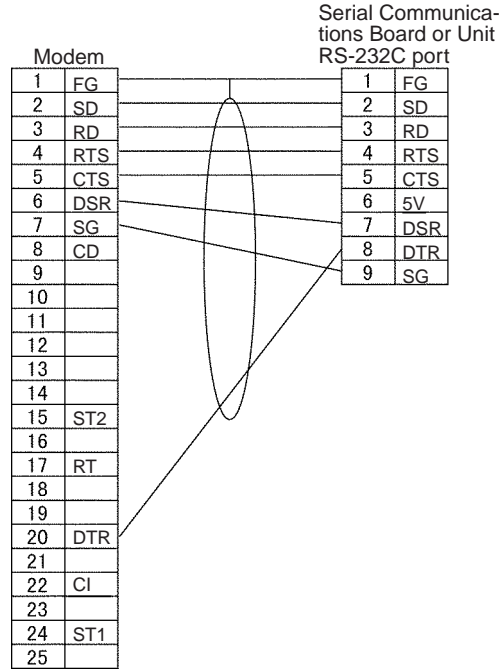 Serial Communica-
tions Board or Unit
RS-232C port
Modem
1 FG
2 SD
3 RD
4 RTS
5 CTS
6 DSR
7 SG
8 CD
9
10
11
12
13
14
15 ST2
16
17 RT
18
19
20 DTR
21
22 CI
23
24 ST1
25
1 FG
2 SD
3 RD
4 RTS
5 CTS
6 5V
7 DSR
8 DTR
9 SG